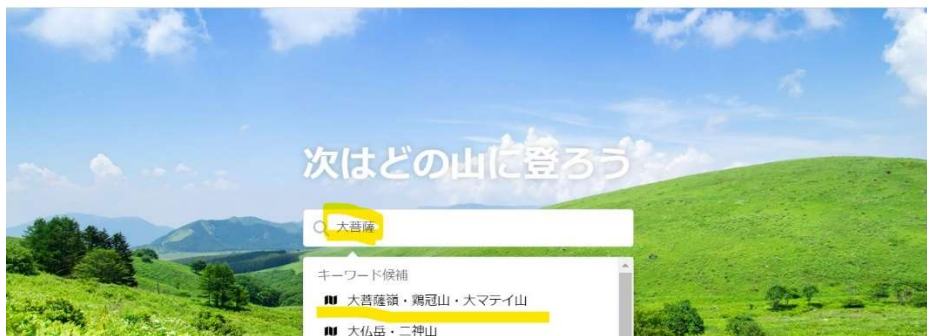 次はどの山に登ろう
大菩薩
キーワード候補
大菩薩嶺・鶏冠山・大マテイ山
大仏岳・二神山